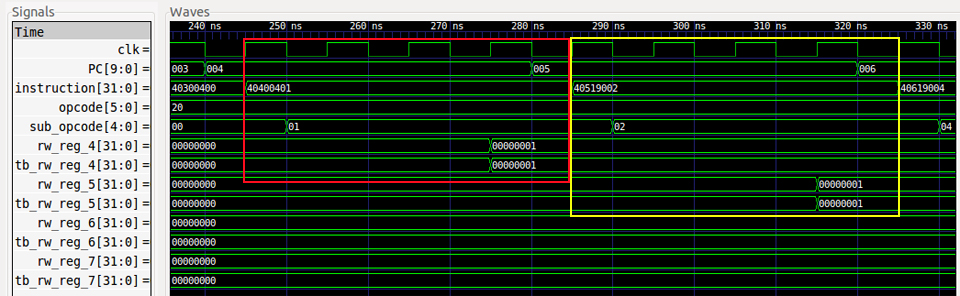 Signals
Waves
Time
240 ns 250 ns 260 ns 270 ns 280 ns 290 ns 300 ns 310 ns 320 ns 330 ns
clk =
PC[9:0] = 003 004 005 006
instruction[31:0] = 40300400 40400401 40519002 40619004
opcode[5:0] = 20
sub_opcode[4:0] = 00 01 02 04
rw_reg_4[31:0] = 00000000 00000001
tb_rw_reg_4[31:0] = 00000000 00000001
rw_reg_5[31:0] = 00000000 00000001
tb_rw_reg_5[31:0] = 00000000 00000001
rw_reg_6[31:0] = 00000000
tb_rw_reg_6[31:0] = 00000000
rw_reg_7[31:0] = 00000000
tb_rw_reg_7[31:0] = 00000000